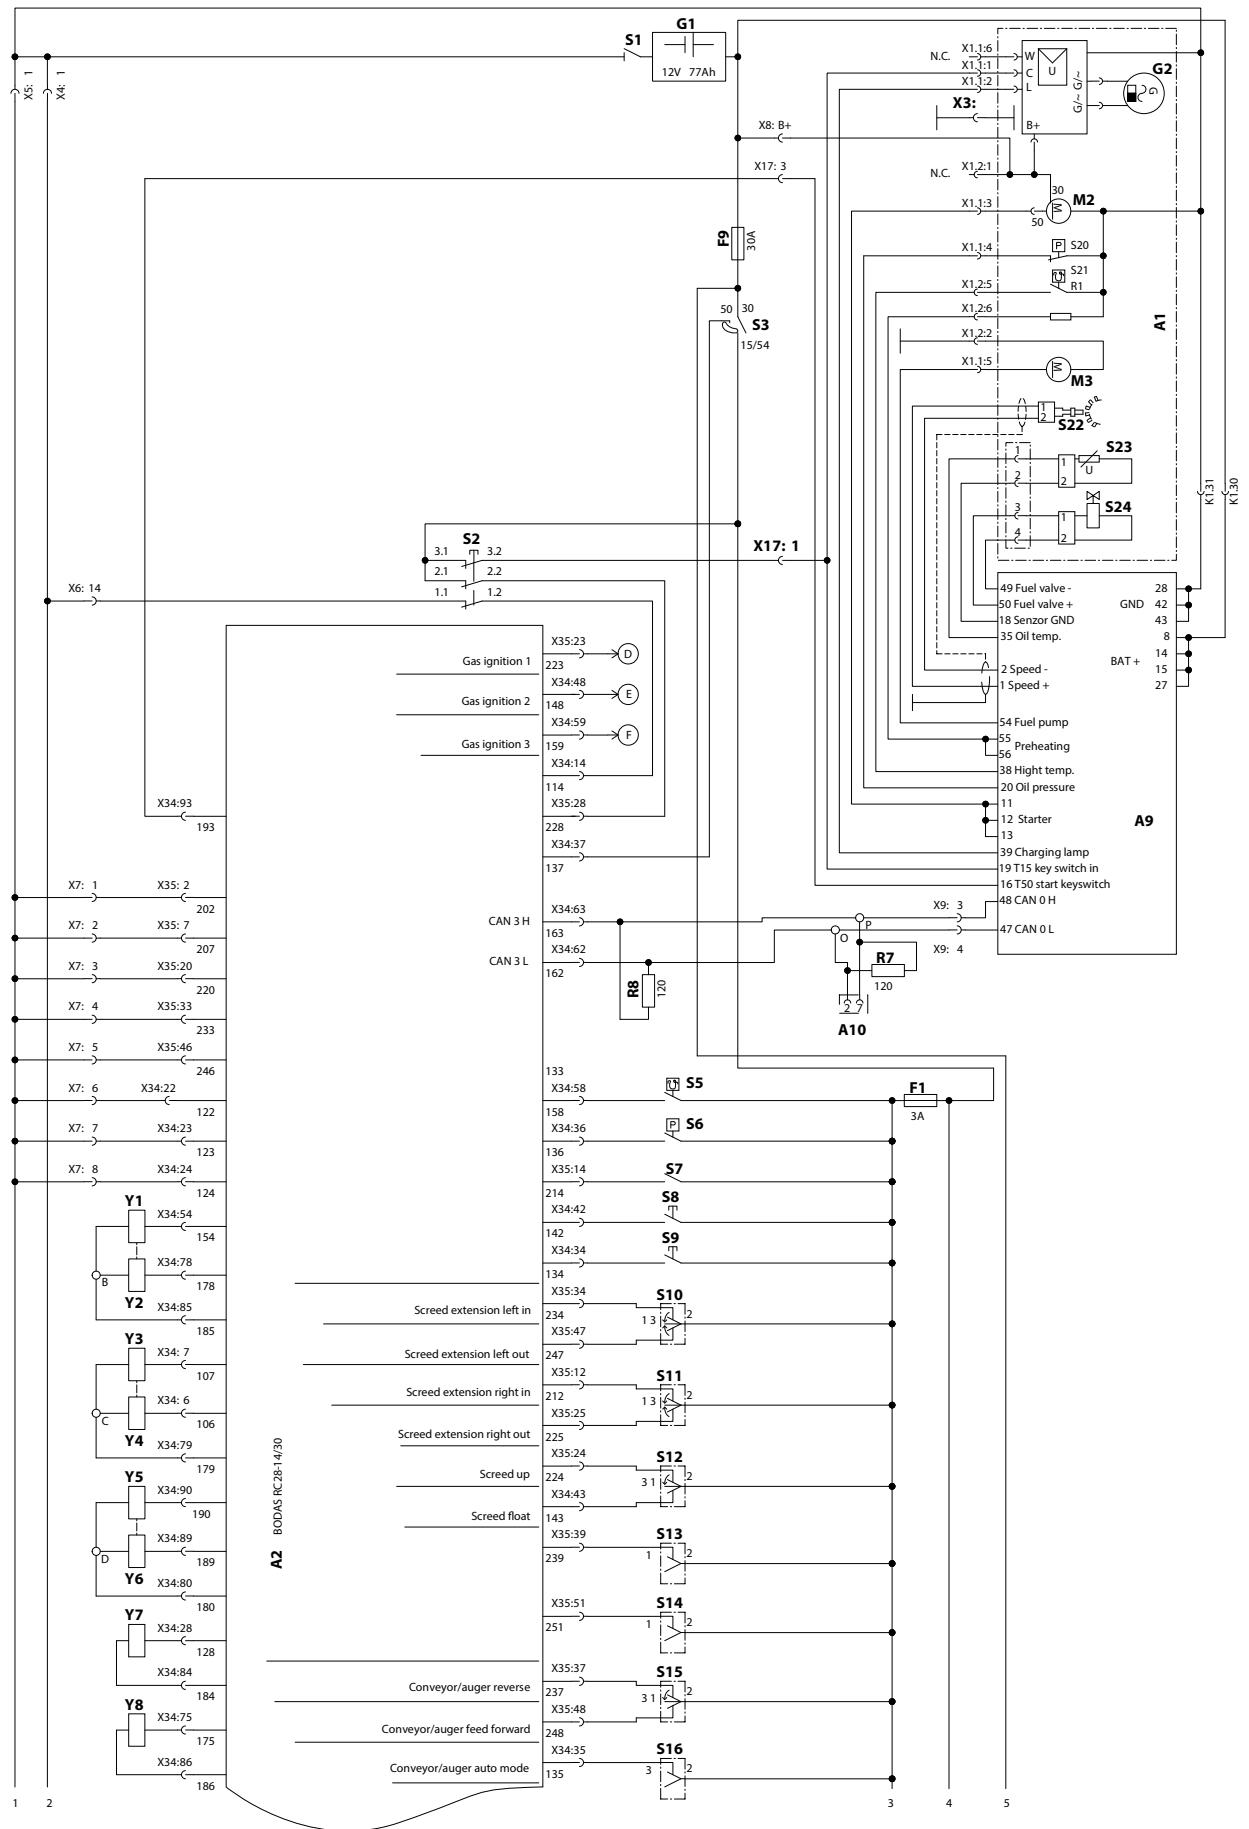 G1
S1
12V 77Ah
X5: 1
X4: 1
N.C. X1.1:6 W
X1.1:1 C
X1.1:2 L
U
G/~ G/~
G2
G
X3:
B+
X8: B+
X17: 3
N.C. X1.2:1
30
M2
M
X1.1:3
50
F9
30A
X1.1:4 P S20
S21
X1.2:5 R1
X1.2:6
50 30
S3
15/54
A1
X1.2:2
X1.1:5 M
M3
1
2
S22
1
2
1
2
S23
U
K1.31
K1.30
3
4
1
2
S24
S2
3.1 3.2
X17: 1
2.1 2.2
1.1 1.2
X6: 14
49 Fuel valve - 28
50 Fuel valve + GND 42
18 Senzor GND 43
35 Oil temp. 8
14
BAT +
2 Speed - 15
1 Speed + 27
54 Fuel pump
55
Preheating
56
38 Hight temp.
20 Oil pressure
11
12 Starter
A9
13
39 Charging lamp
19 T15 key switch in
16 T50 start keyswitch
48 CAN 0 H
47 CAN 0 L
X35:23 D
Gas ignition 1 223
X34:48 E
Gas ignition 2 148
X34:59 F
Gas ignition 3 159
X34:14
114
X34:93
193
X35:28
228
X34:37
137
X7: 1 X35: 2
202
X9: 3
CAN 3 H X34:63
163
P
O
X7: 2 X35: 7
207
X34:62
CAN 3 L 162
X9: 4
X7: 3 X35:20
220
R8
120
R7
120
2 7
A10
X7: 4 X35:33
233
X7: 5 X35:46
246
133
X7: 6 X34:22
122
X34:58
158
S5
F1
3A
X7: 7 X34:23
123
X34:36
136
P S6
X7: 8 X34:24
124
X35:14
214
S7
Y1
X34:54
154
X34:42
142
S8
B
X34:78
178
Y2
X34:34
134
S9
X34:85
185
X35:34
Screed extension left in 234
X35:47
S10
1 3 2
Y3
X34: 7
107
Screed extension left out 247
X35:12
Screed extension right in 212
S11
1 3 2
C
X34: 6
106
Y4
X35:25
Screed extension right out 225
X34:79
179
X35:24
Screed up 224
S12
3 1 2
Y5
X34:90
190
X34:43
Screed float 143
D
X34:89
189
Y6
A2
BODAS RC28-14/30
X35:39
239
S13
1 2
X34:80
180
Y7
X34:28
128
X35:51
251
S14
1 2
X34:84
184
X35:37
Conveyor/auger reverse 237
S15
3 1 2
Y8
X34:75
175
X35:48
Conveyor/auger feed forward 248
X34:86
186
X34:35
Conveyor/auger auto mode 135
S16
3 2
1 2 3 4 5